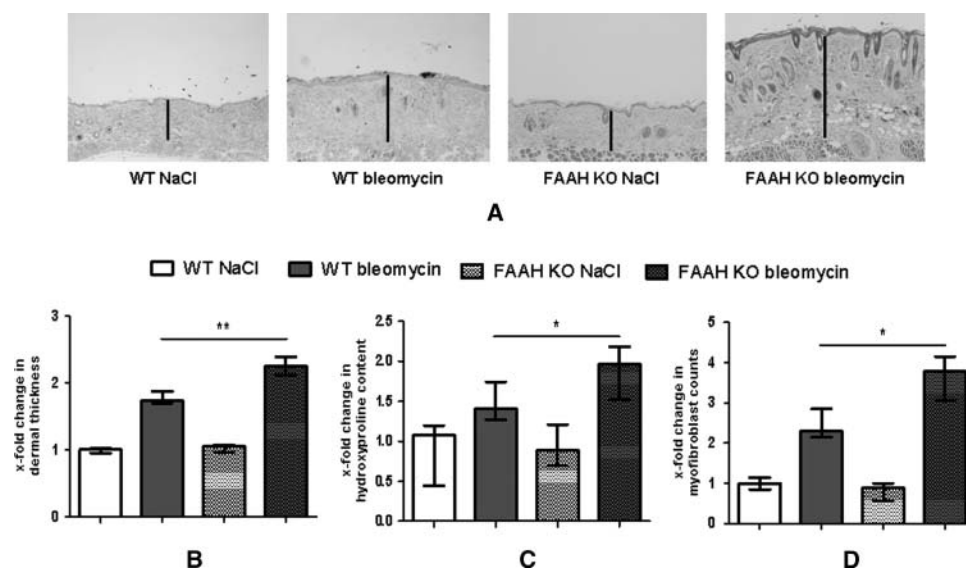 WT NaCl
WT bleomycin
FAAH KO NaCl
FAAH KO bleomycin
A
WT NaCl
WT bleomycin
FAAH KO NaCl
FAAH KO bleomycin
x-fold change in
dermal thickness
3
2
1
0
**
B
x-fold change in
hydroxyproline content
2.5
2.0
1.5
1.0
0.5
0.0
*
C
x-fold change in
myofibroblast counts
5
4
3
2
1
0
*
D